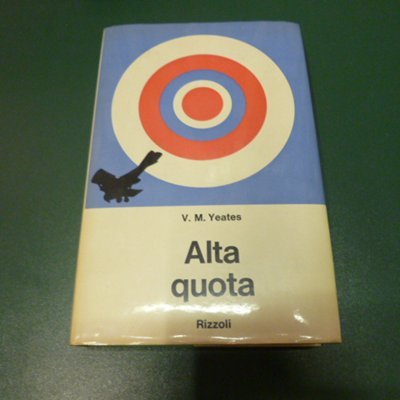 V. M. Yeates
Alta
quota
Rizzoli